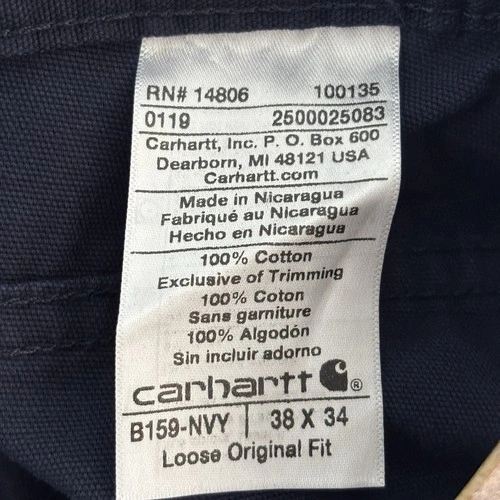 RN# 14806 100135
0119 2500025083
Carhartt, Inc. P. O. Box 600
Dearborn, MI 48121 USA
Carhartt.com
Made in Nicaragua
Fabriqué au Nicaragua
Hecho en Nicaragua
100% Cotton
Exclusive of Trimming
100% Coton
Sans garniture
100% Algodón
Sin incluir adorno
carhartt ®
B159-NVY | 38 X 34
Loose Original Fit